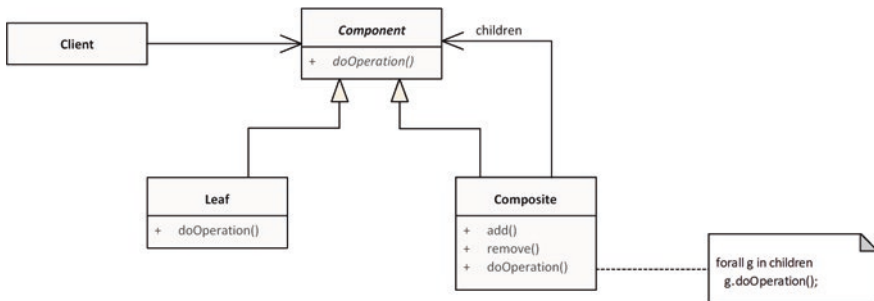 Client
Component
+ doOperation()
children
Leaf
+ doOperation()
Composite
+ add()
+ remove()
+ doOperation()
forall g in children
g.doOperation();